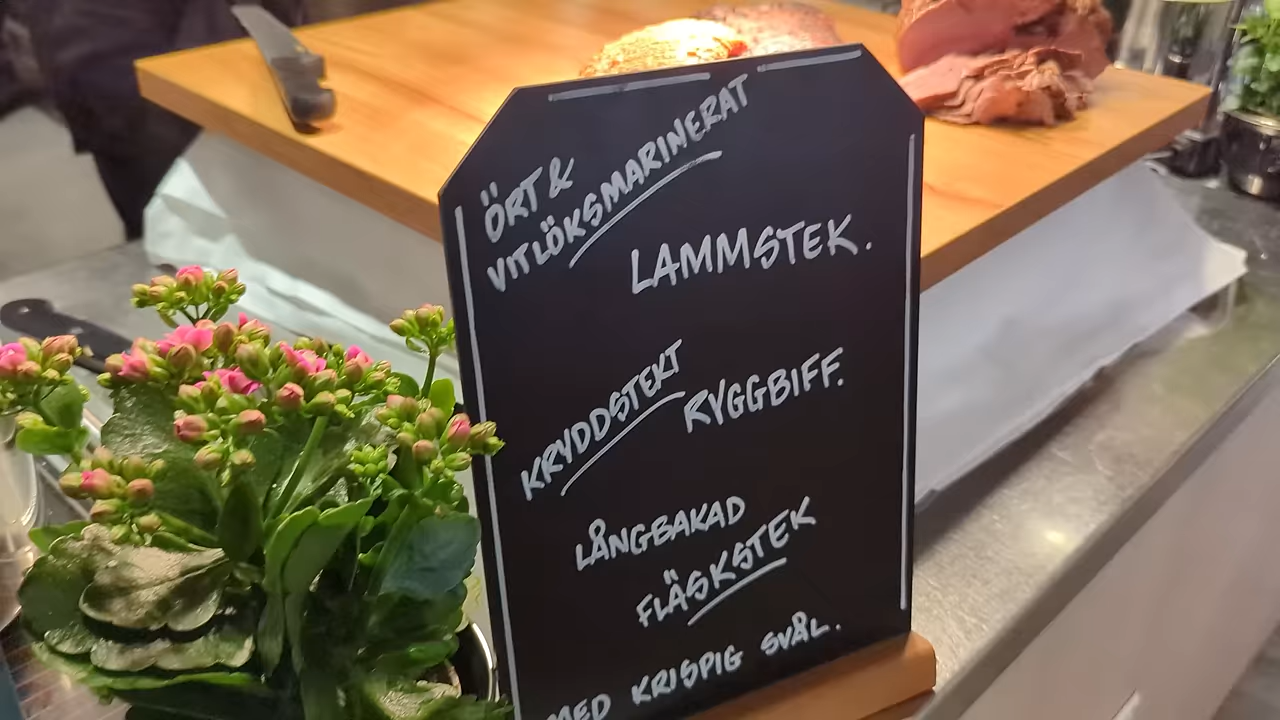 ÖRT &
VITLÖKSMARINERAT
LAMMSTEK.
KRYDDSTEKT
RYGGBIFF.
LÅNGBAKAD
FLÄSKSTEK
MED KRISPIG SVÅL.